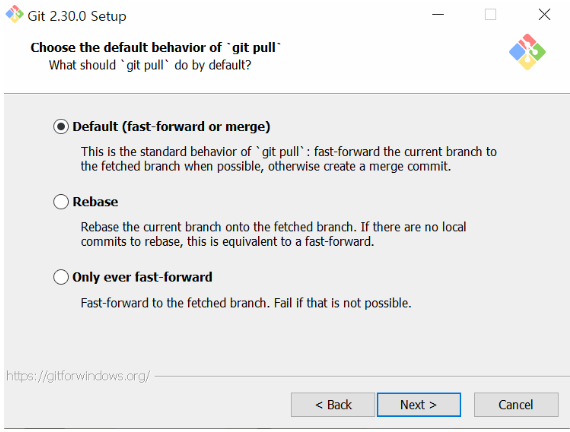 Git 2.30.0 Setup
Choose the default behavior of `git pull`
What should `git pull` do by default?
Default (fast-forward or merge)
This is the standard behavior of `git pull`: fast-forward the current branch to
the fetched branch when possible, otherwise create a merge commit.
Rebase
Rebase the current branch onto the fetched branch. If there are no local
commits to rebase, this is equivalent to a fast-forward.
Only ever fast-forward
Fast-forward to the fetched branch. Fail if that is not possible.
https://gitforwindows.org/
< Back Next > Cancel